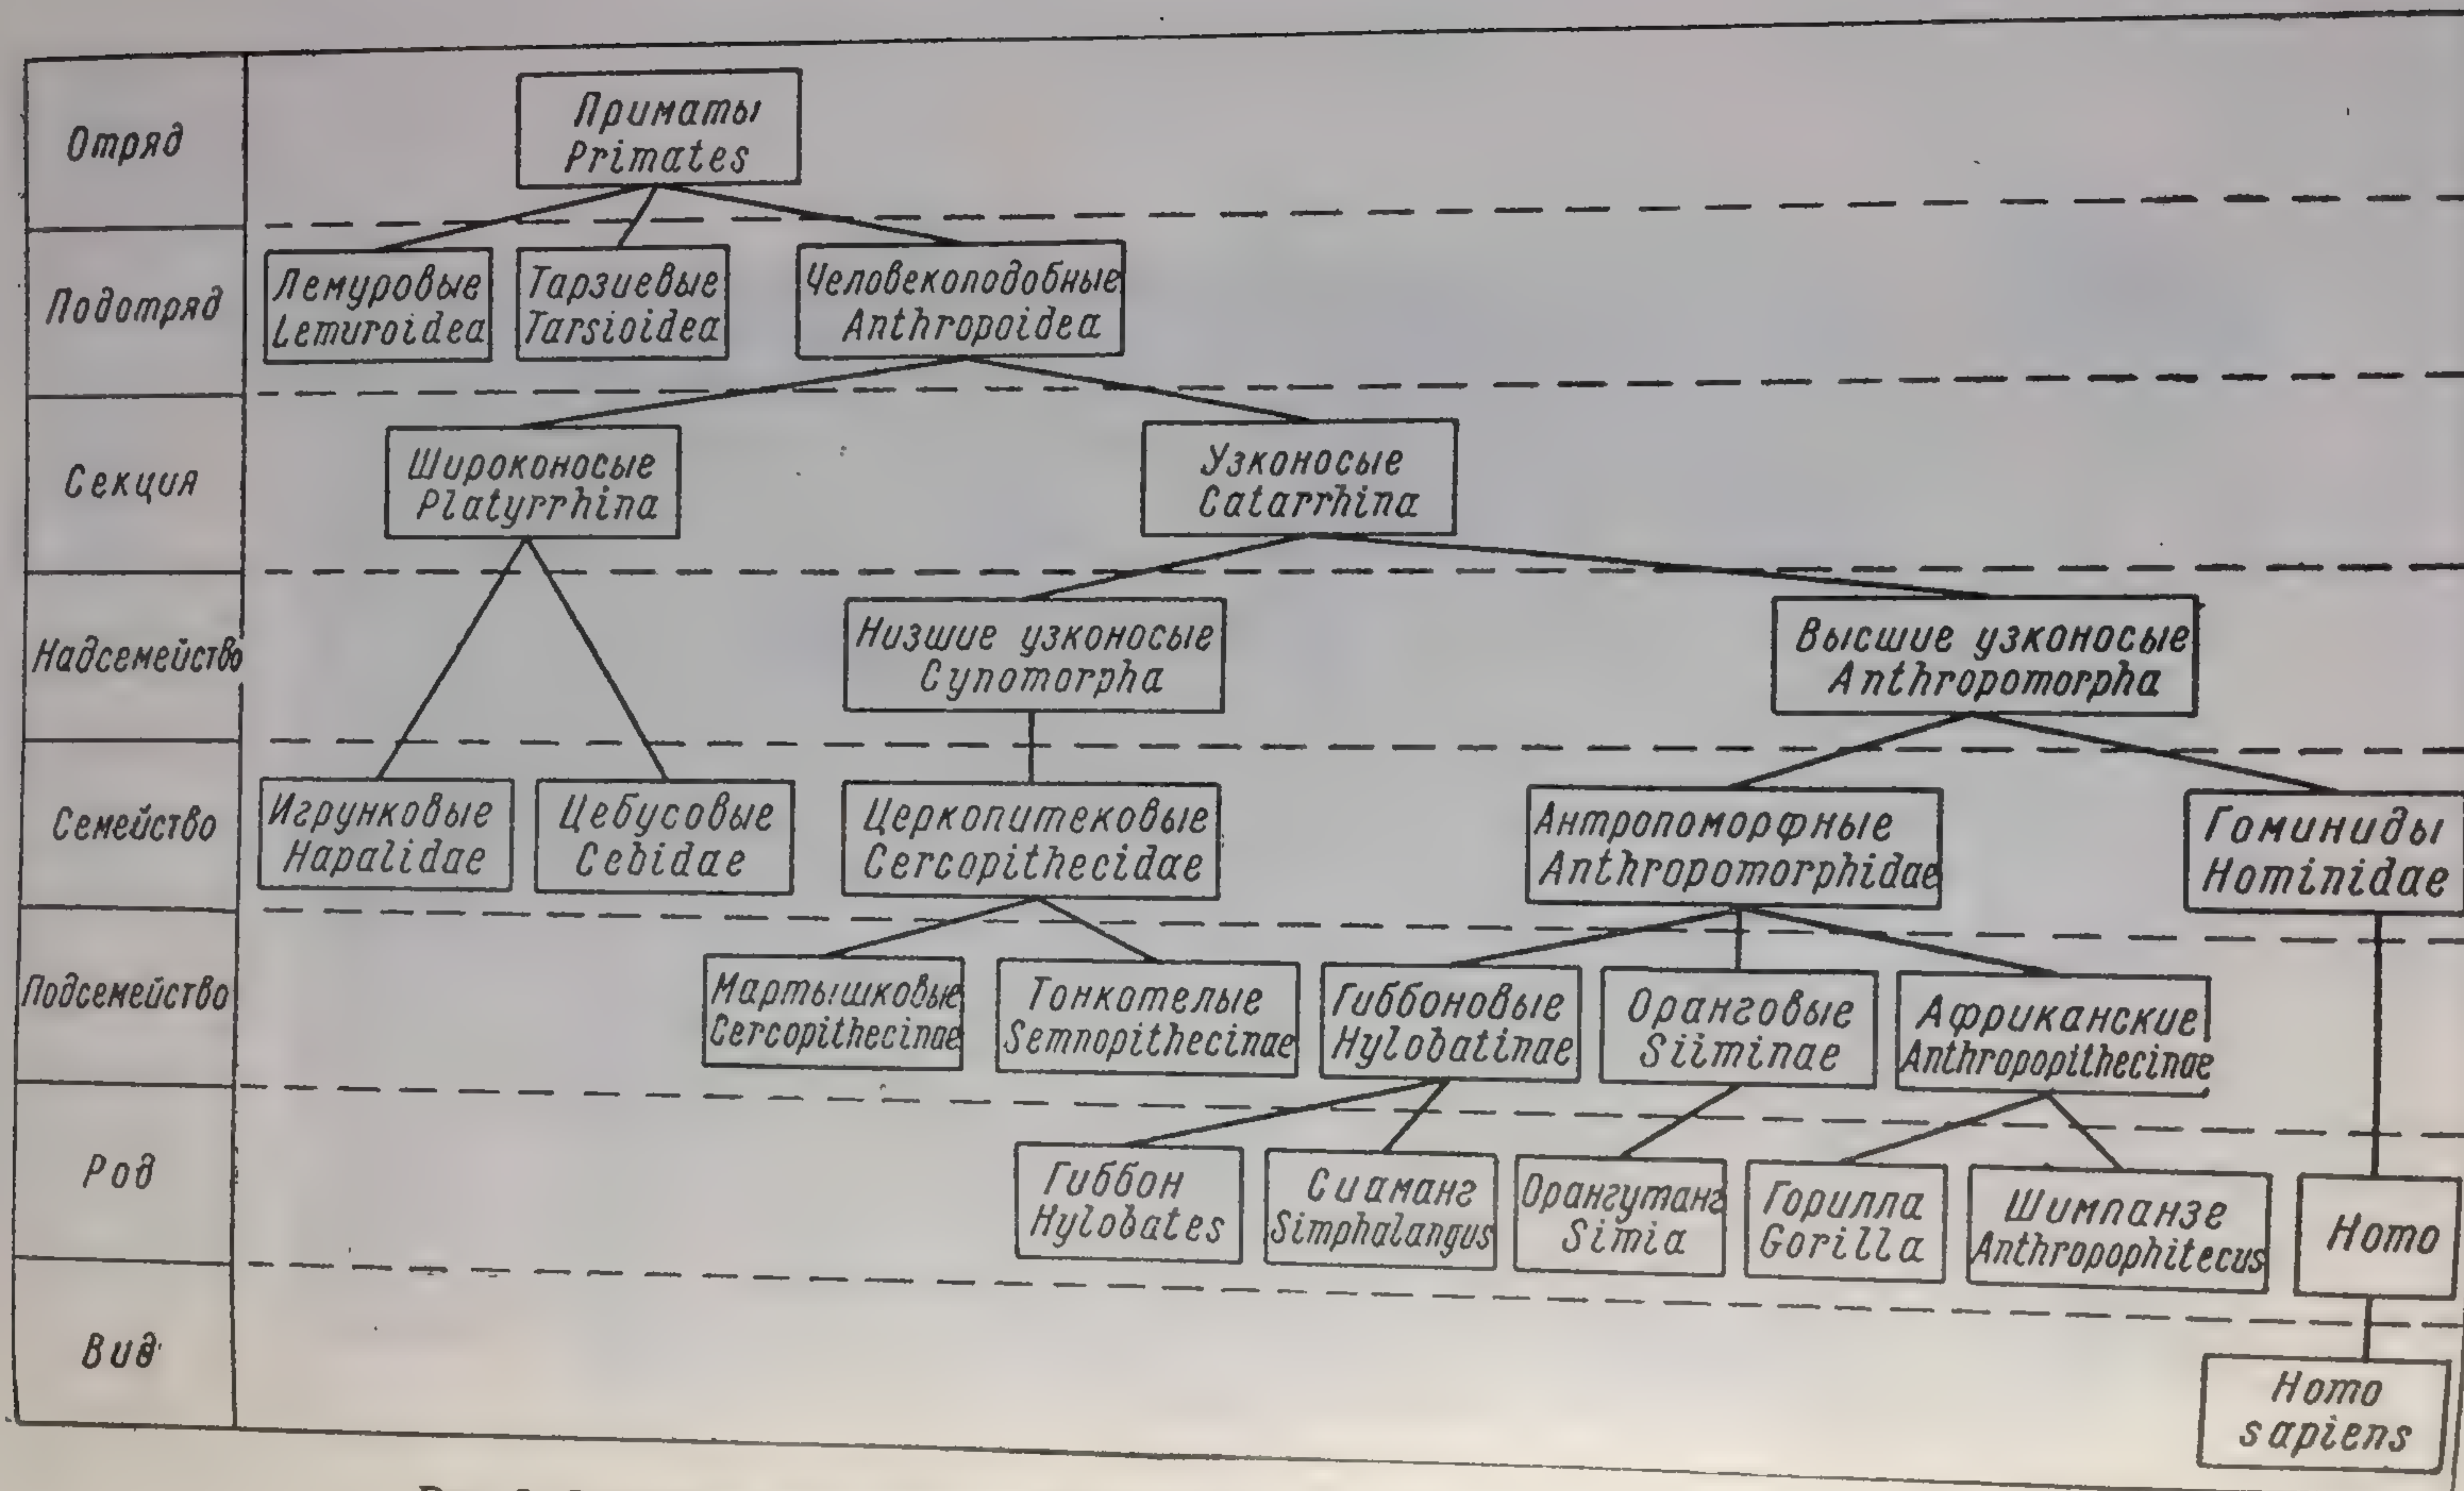 Отряд
Приматы
Primates
Подотряд
Лемуровые
Lemuroidea
Тарзиевые
Tarsioidea
Человекоподобные
Anthropoidea
Секция
Широконосые
Platyrrhina
Узконосые
Catarrhina
Надсемейство
Низшие узконосые
Cynomorpha
Высшие узконосые
Anthropomorpha
Семейство
Игрунковые
Hapalidae
Цебусовые
Cebidae
Церкопитековые
Cercopithecidae
Антропоморфные
Anthropomorphidae
Гоминиды
Hominidae
Подсемейство
Мартышковые
Cercopithecinae
Тонкотелые
Semnopithecinae
Гиббоновые
Hylobatinae
Оранговые
Siiminae
Африканские
Anthropopithecinae
Род
Гиббон
Hylobates
Сиаманг
Simphalangus
Орангутанг
Simia
Горилла
Gorilla
Шимпанзе
Anthropophitecus
Homo
Вид
Homo
sapiens